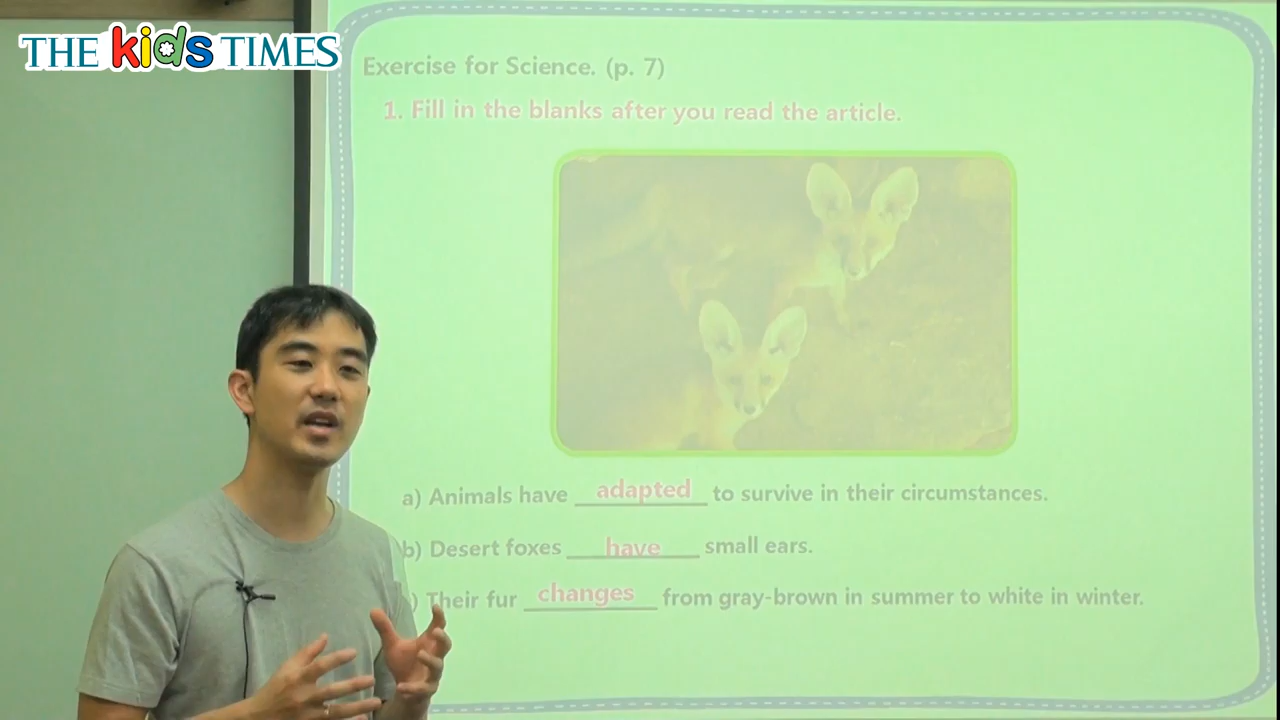 THE kids TIMES
Exercise for Science. (p. 7)
1. Fill in the blanks after you read the article.
a) Animals have adapted to survive in their circumstances.
b) Desert foxes have small ears.
) Their fur changes from gray-brown in summer to white in winter.